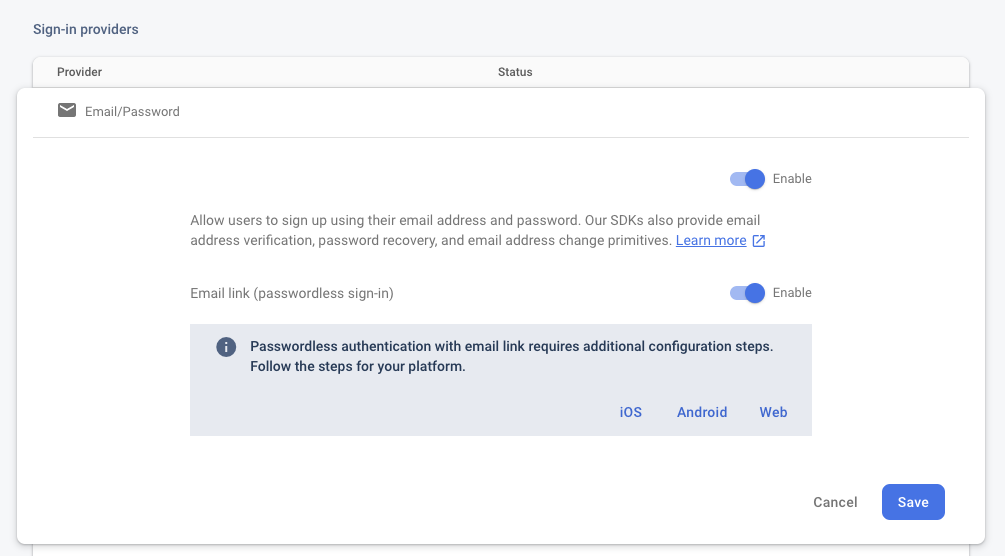 Sign-in providers
Provider Status
Email/Password
Enable
Allow users to sign up using their email address and password. Our SDKs also provide email
address verification, password recovery, and email address change primitives. Learn more
Email link (passwordless sign-in) Enable
Passwordless authentication with email link requires additional configuration steps.
Follow the steps for your platform.
iOS Android Web
Cancel Save